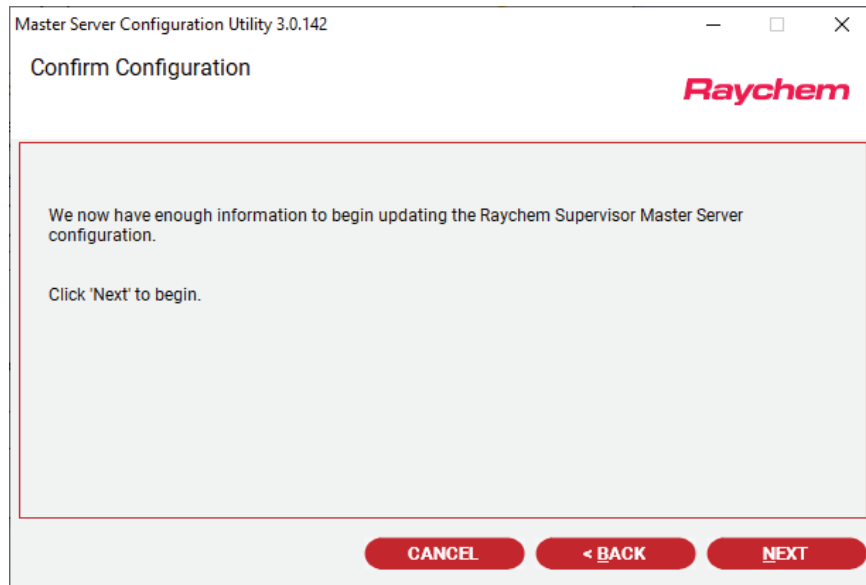 Master Server Configuration Utility 3.0.142
Confirm Configuration
Raychem
We now have enough information to begin updating the Raychem Supervisor Master Server
configuration.
Click 'Next' to begin.
CANCEL
< BACK
NEXT